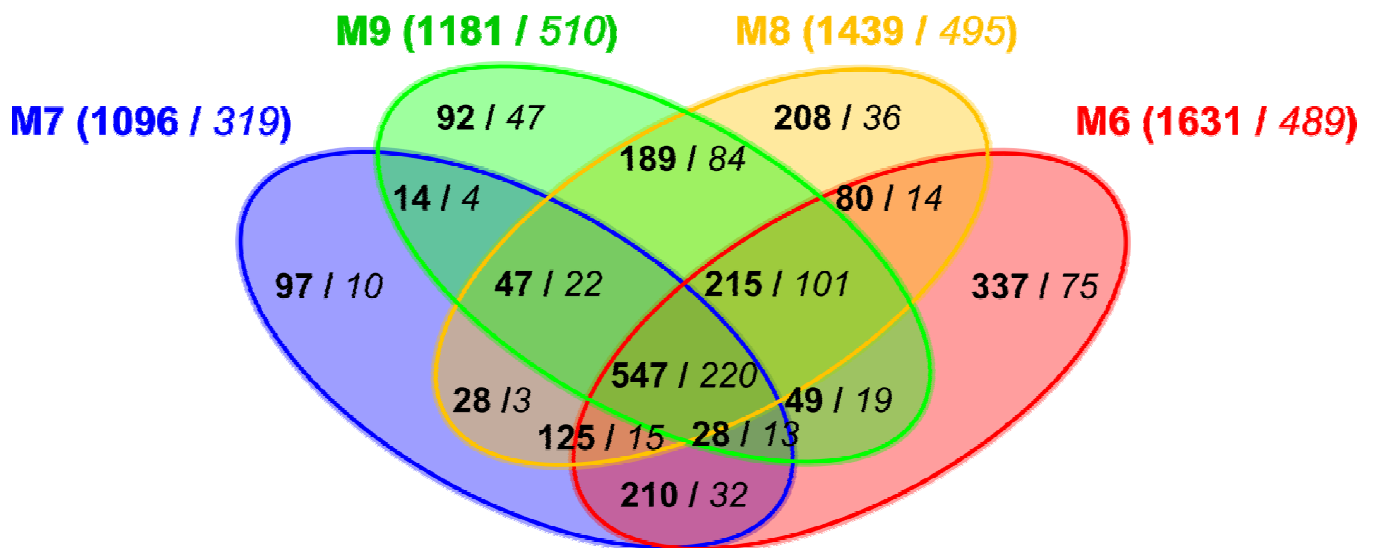 M9 (1181 / 510) M8 (1439 / 495)
M7 (1096 / 319) 92 / 47 208 / 36 M6 (1631 / 489)
189 / 84
14 / 4 80 / 14
97 / 10 47 / 22 215 / 101 337 / 75
547 / 220
28 /3 49 / 19
125 / 15 28 / 13
210 / 32